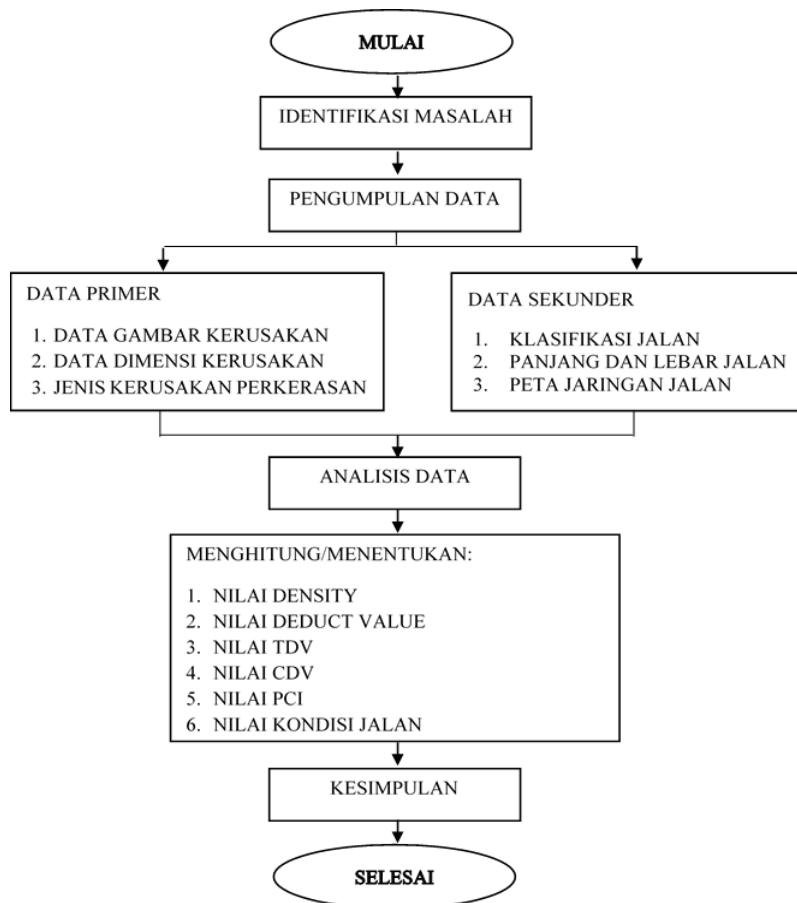 MULAI
IDENTIFIKASI MASALAH
PENGUMPULAN DATA
DATA PRIMER
1. DATA GAMBAR KERUSAKAN
2. DATA DIMENSI KERUSAKAN
3. JENIS KERUSAKAN PERKERASAN
DATA SEKUNDER
1. KLASIFIKASI JALAN
2. PANJANG DAN LEBAR JALAN
3. PETA JARINGAN JALAN
ANALISIS DATA
MENGHITUNG/MENENTUKAN:
1. NILAI DENSITY
2. NILAI DEDUCT VALUE
3. NILAI TDV
4. NILAI CDV
5. NILAI PCI
6. NILAI KONDISI JALAN
KESIMPULAN
SELESAI